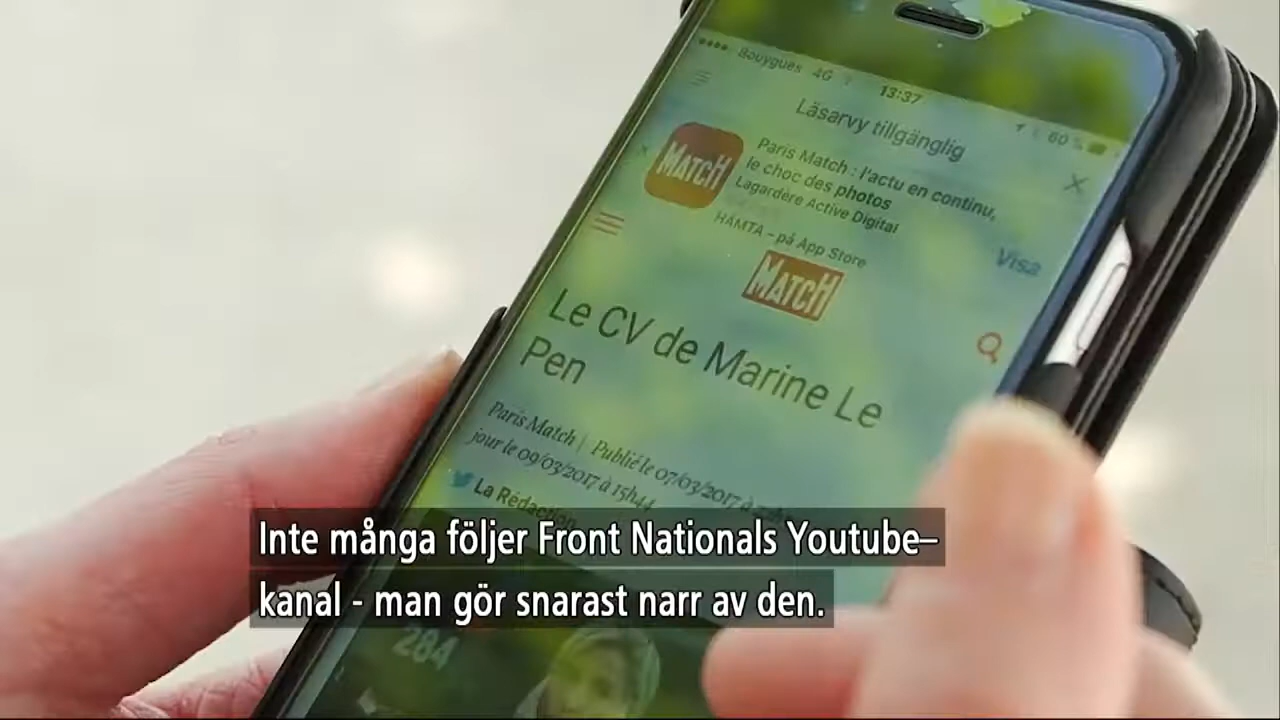 Bouygues 4G 13:37 60 %
Läsarvy tillgänglig
MATCH
Paris Match : l'actu en continu,
le choc des photos
Lagardère Active Digital
HÄMTA – på App Store
Visa
MATCH
Le CV de Marine Le
Pen
Paris Match | Publié le 07/03/2017 à
jour le 09/03/2017 à 15h44
La Rédaction
Inte många följer Front Nationals Youtube–
kanal - man gör snarast narr av den.
284